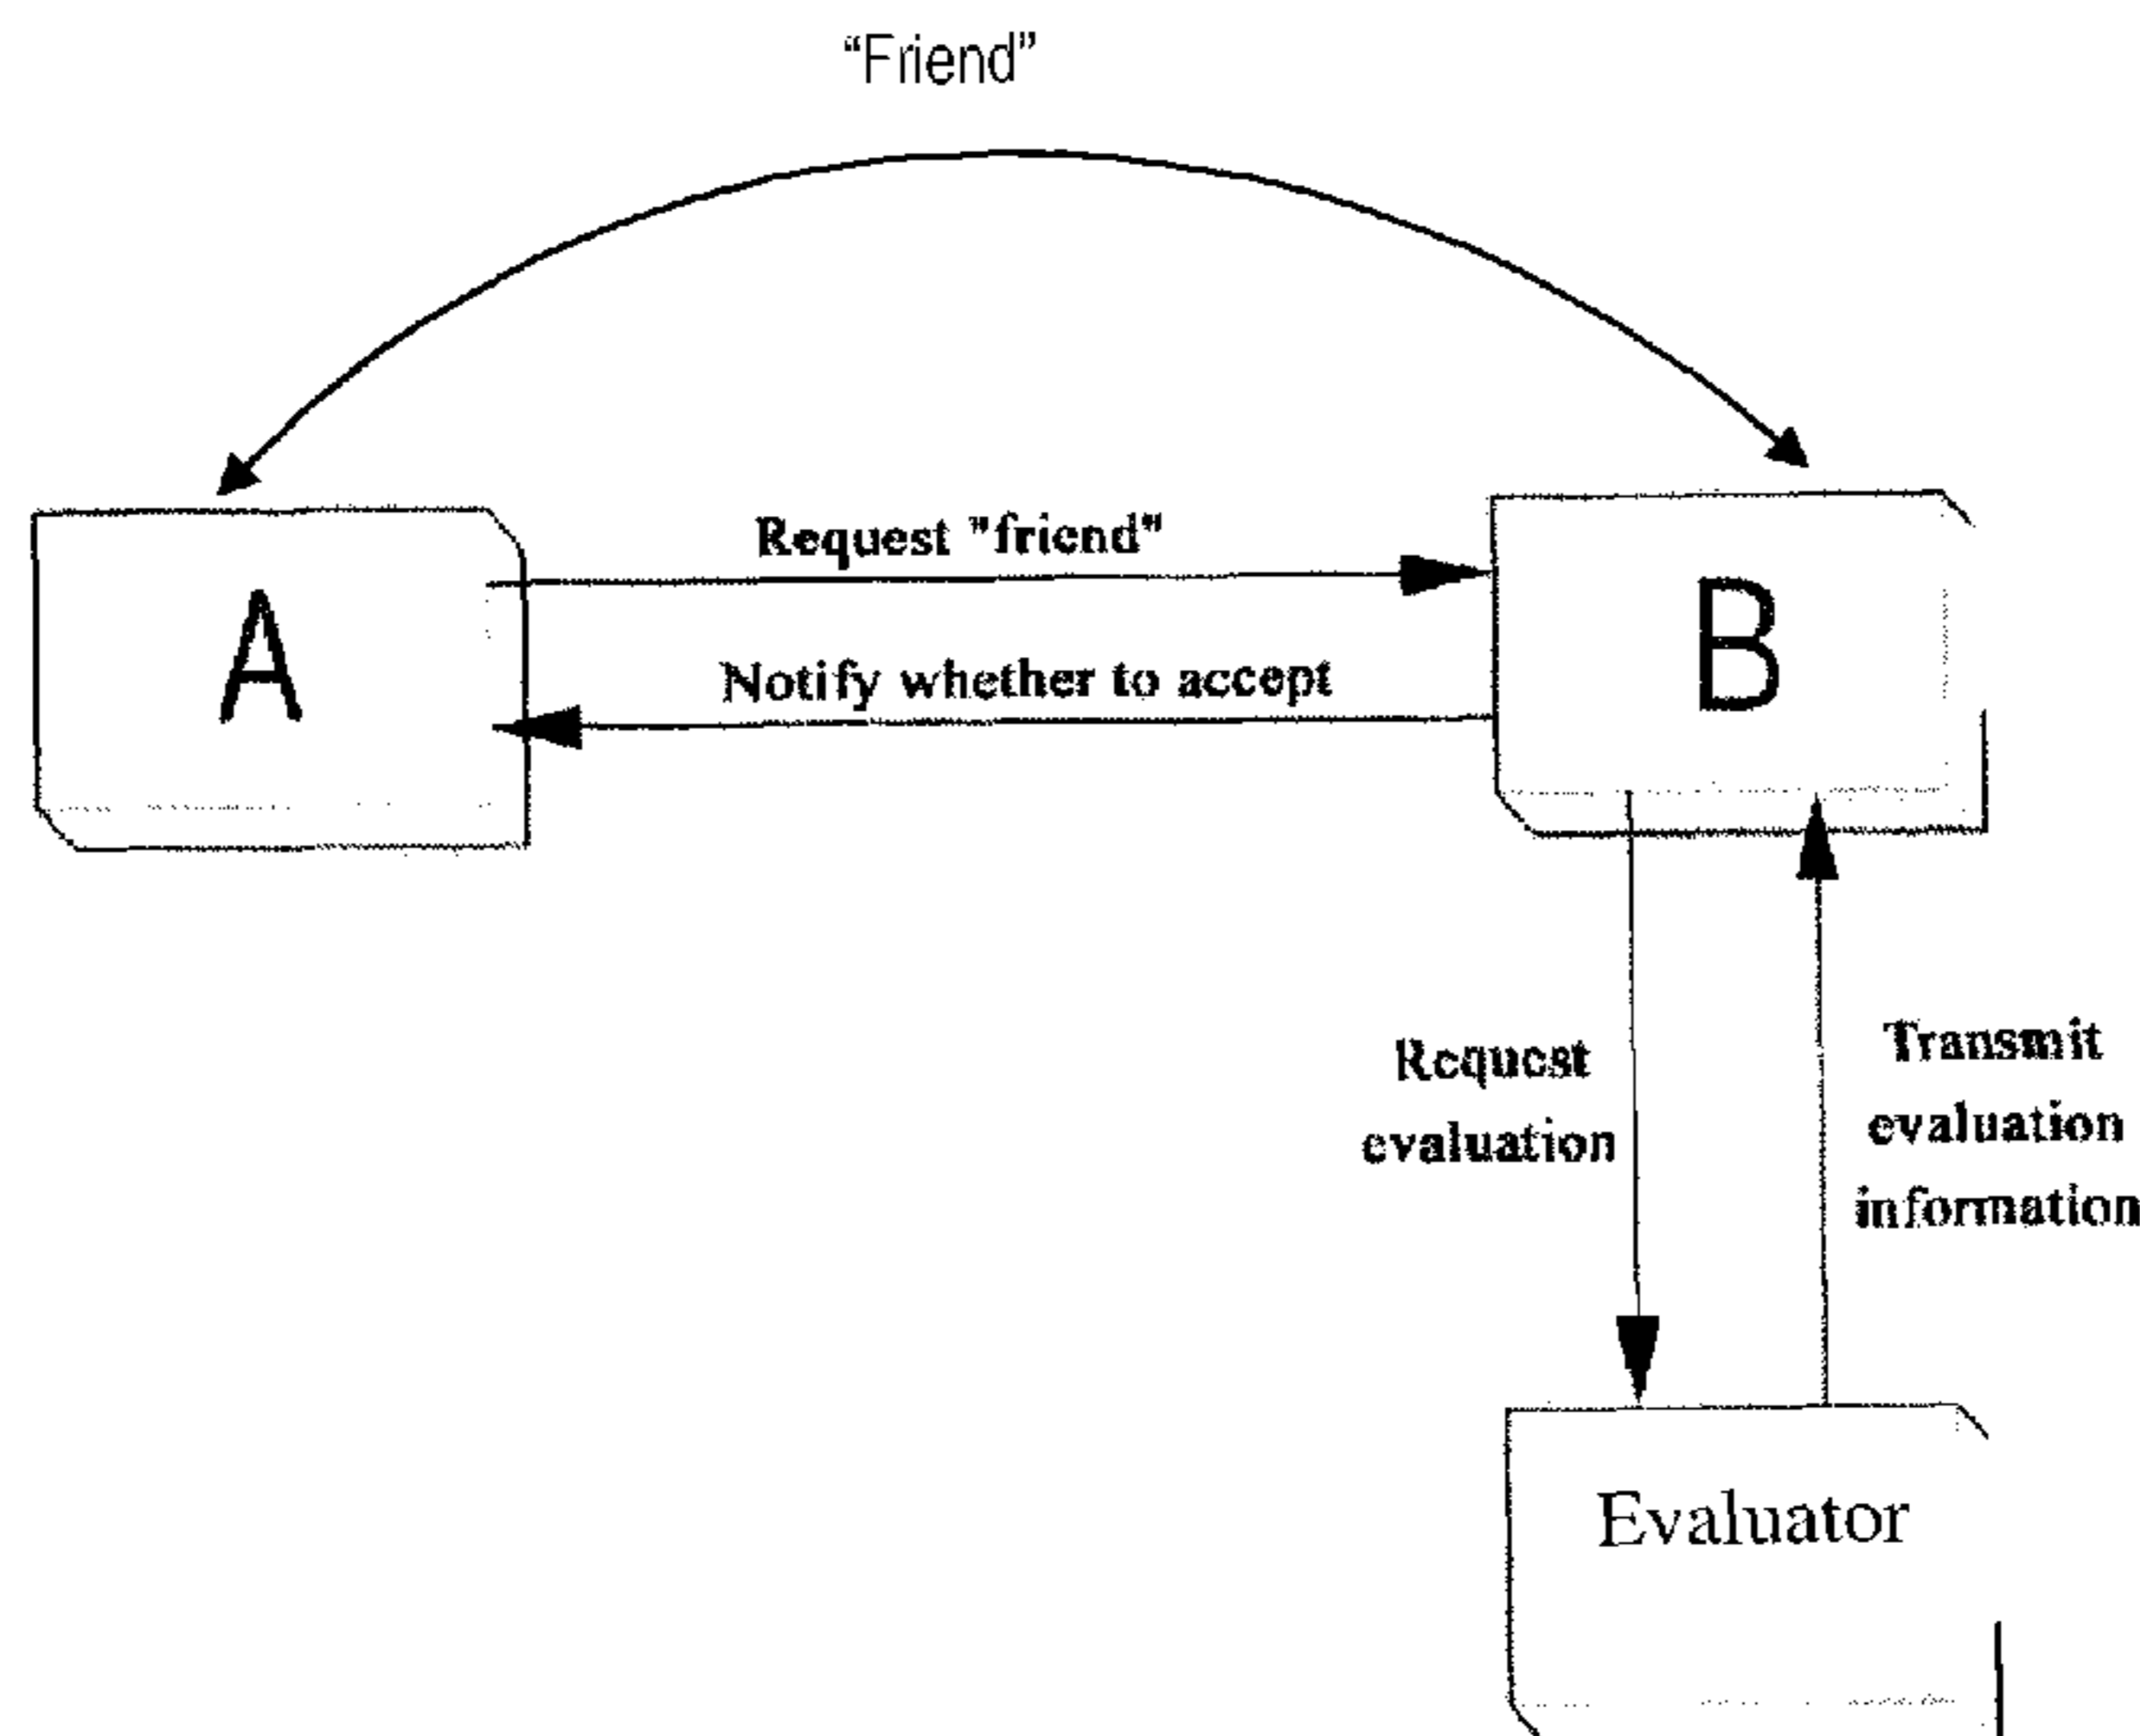 “Friend”
Request "friend"
A
B
Notify whether to accept
Request
evaluation
Transmit
evaluation
information
Evaluator